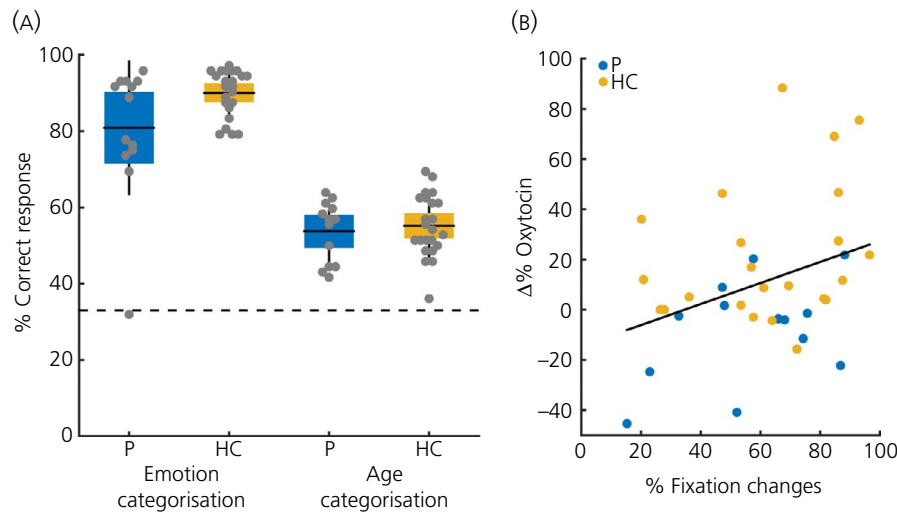 (A)
% Correct response
100
80
60
40
20
0
P
HC
P
HC
Emotion
categorisation
Age
categorisation
(B)
P
HC
Δ% Oxytocin
100
80
60
40
20
0
−20
−40
0
20
40
60
80
100
% Fixation changes